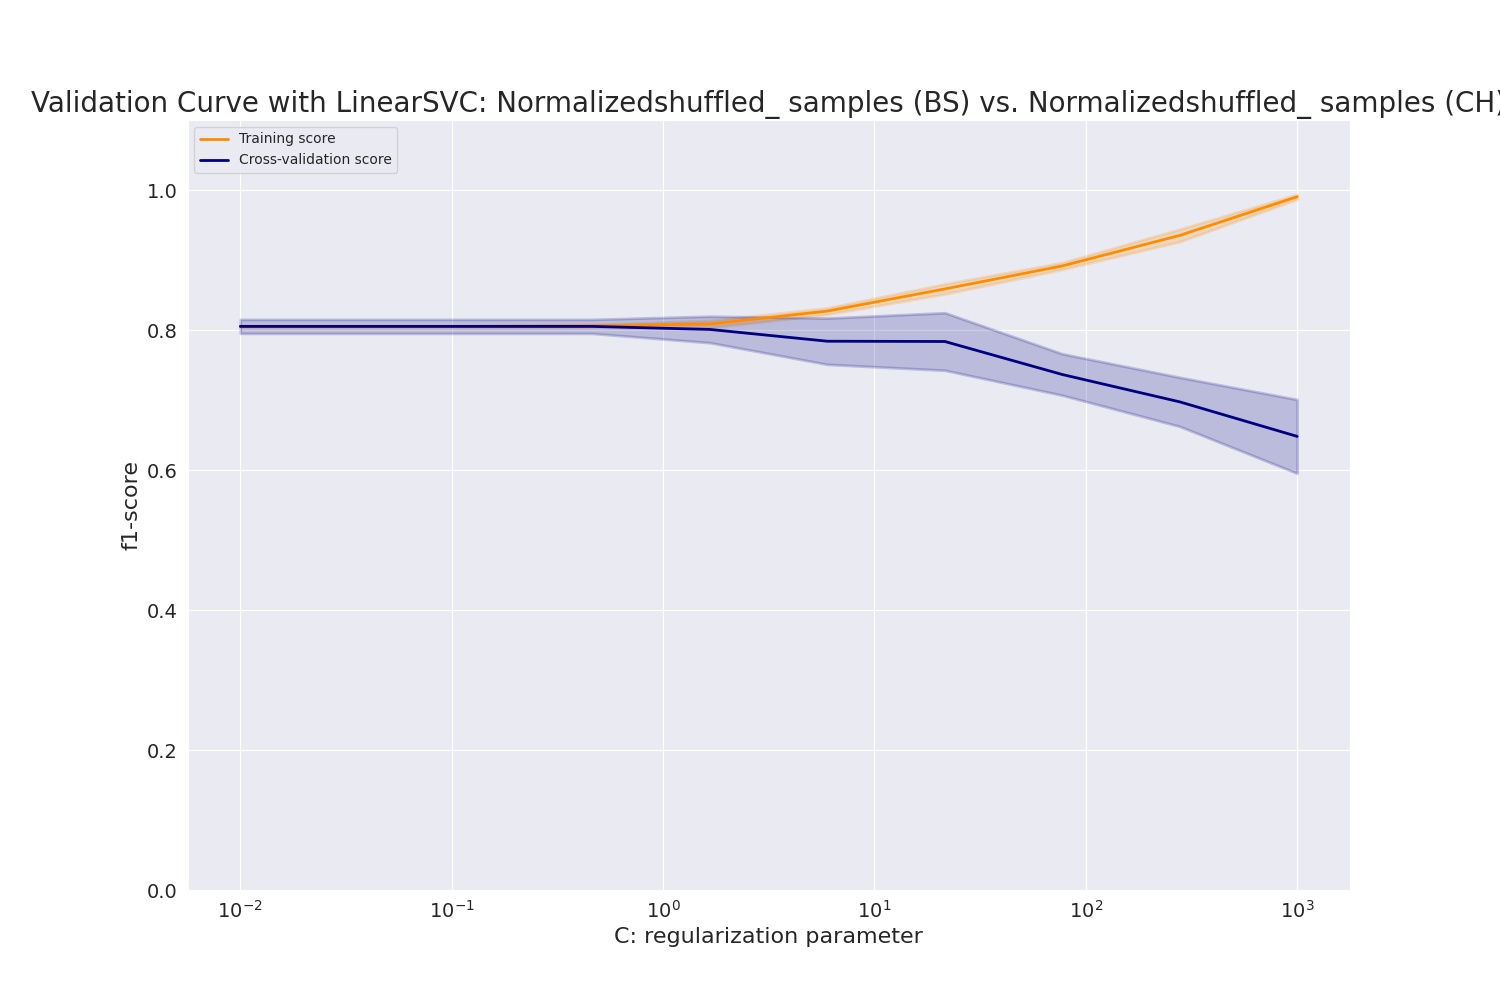 Validation Curve with LinearSVC: Normalizedshuffled_ samples (BS) vs. Normalizedshuffled_ samples (CH)
Training score
Cross-validation score
1.0
0.8
0.6
0.4
0.2
0.0
f1-score
10⁻² 10⁻¹ 10⁰ 10¹ 10² 10³
C: regularization parameter